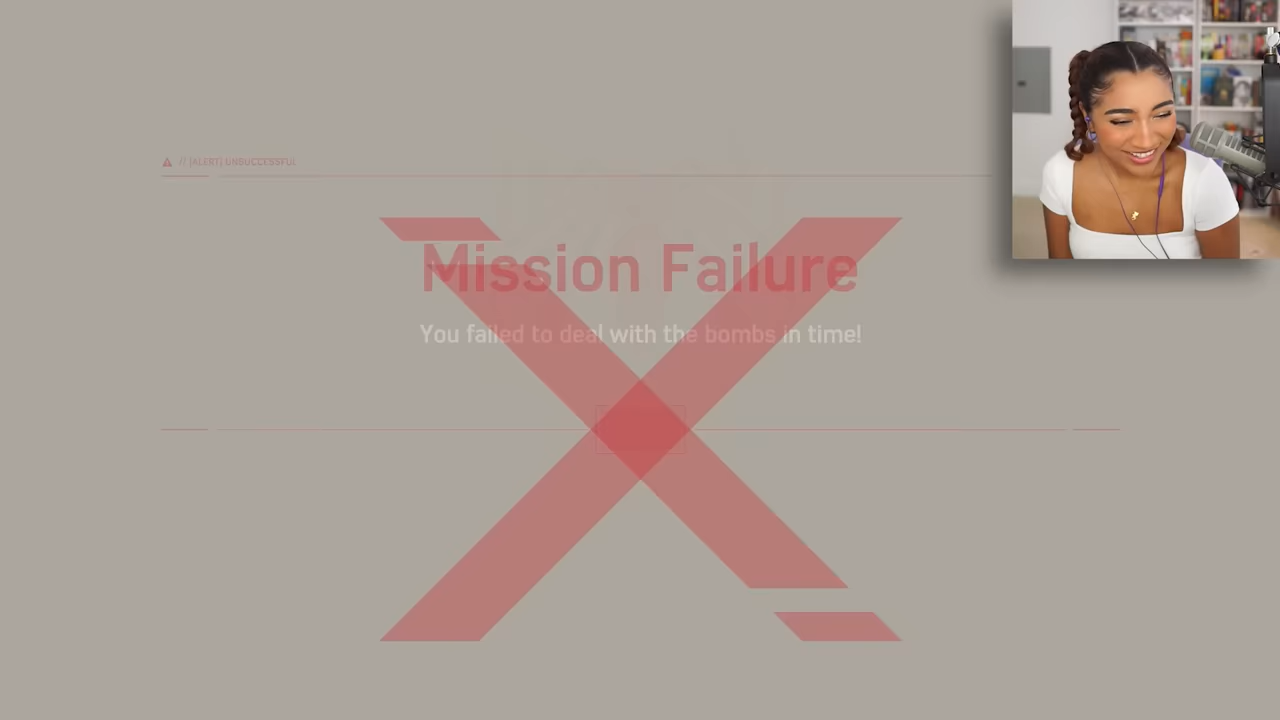 // [ALERT] UNSUCCESSFUL
Mission Failure
You failed to deal with the bombs in time!